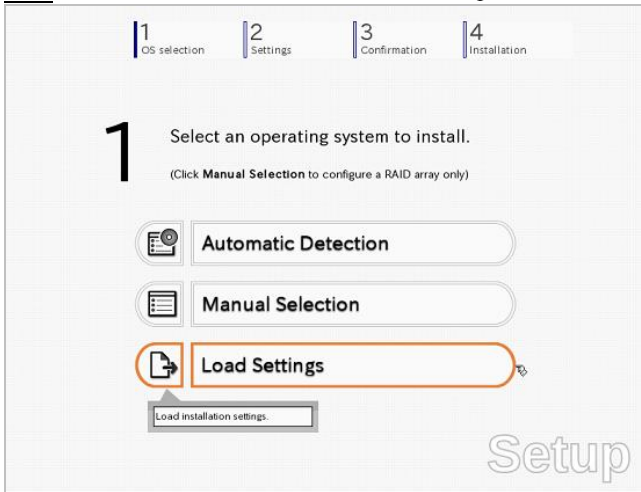 1
OS selection
2
Settings
3
Confirmation
4
Installation
1
Select an operating system to install.
(Click Manual Selection to configure a RAID array only)
Automatic Detection
Manual Selection
Load Settings
Load installation settings.
Setup